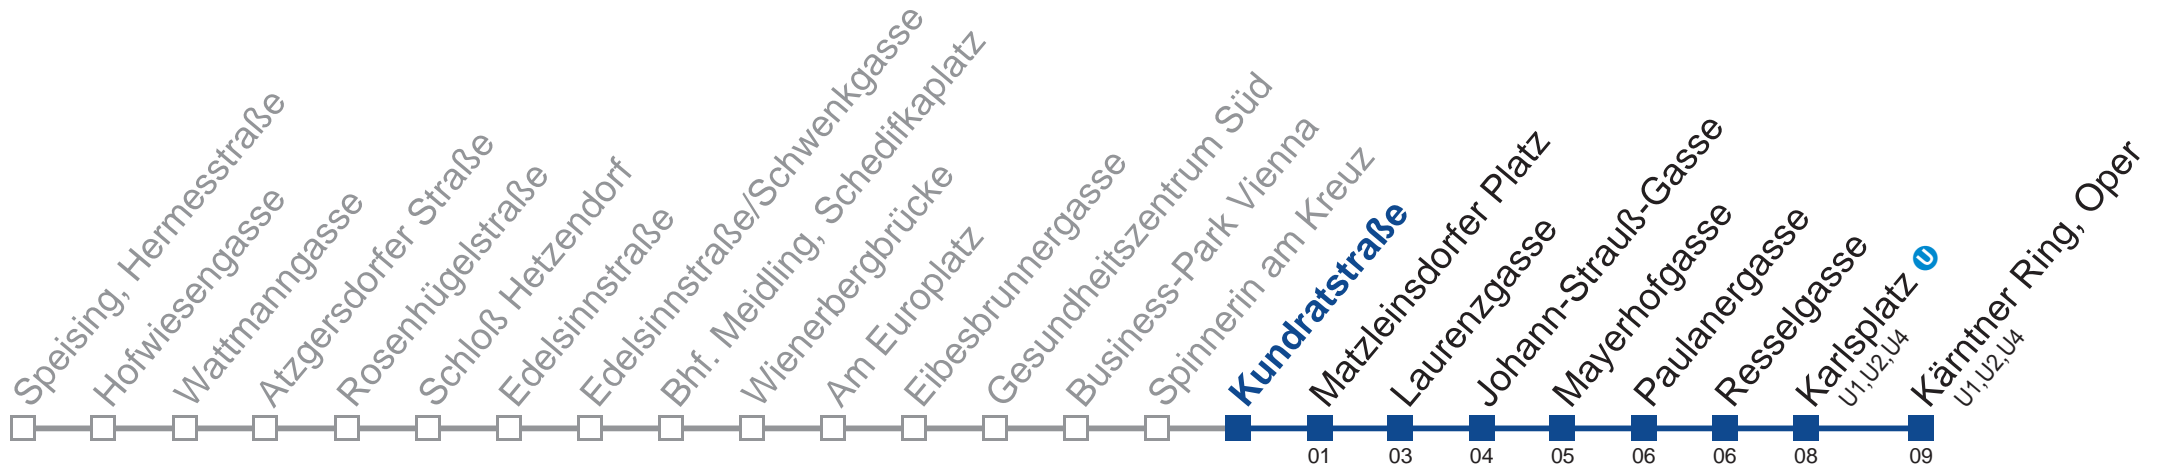 Speising, Hermesstraße
Hofwiesengasse
Wattmanngasse
Atzgersdorfer Straße
Rosenhügelstraße
Schloß Hetzendorf
Edelsinnstraße
Edelsinnstraße/Schwenkgasse
Bhf. Meidling, Schedifkaplatz
Wienerbergbrücke
Am Europlatz
Eibesbrunnergasse
Gesundheitszentrum Süd
Business-Park Vienna
Spinnerin am Kreuz
Kundratstraße
Matzleinsdorfer Platz
01
Laurenzgasse
03
Johann-Strauß-Gasse
04
Mayerhofgasse
05
Paulanergasse
06
Resselgasse
06
Karlsplatz U
U1,U2,U4
08
Kärntner Ring, Oper
U1,U2,U4
09